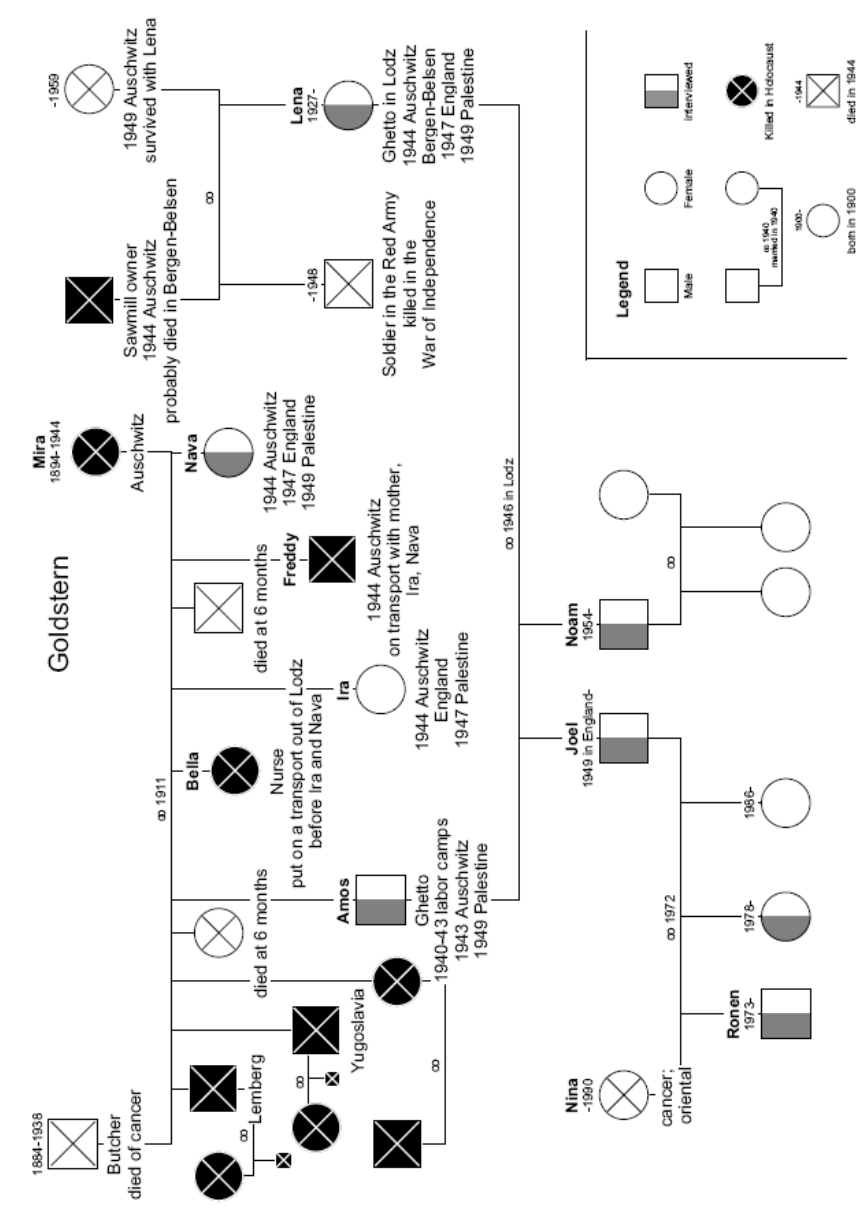 Goldstern
1884-1938
Butcher
died of cancer
∞ 1911
Mira
1894-1944
Auschwitz
Sawmill owner
1944 Auschwitz
probably died in Bergen-Belsen
∞
-1959
1949 Auschwitz
survived with Lena
∞
Lemberg
∞
Yugoslavia
∞
died at 6 months
Amos
Ghetto
1940-43 labor camps
1943 Auschwitz
1949 Palestine
Bella
Nurse
put on a transport out of Lodz
before Ira and Nava
Ira
1944 Auschwitz
England
1947 Palestine
died at 6 months
Freddy
1944 Auschwitz
on transport with mother,
Ira, Nava
Nava
1944 Auschwitz
1947 England
1949 Palestine
-1948
Soldier in the Red Army
killed in the
War of Independence
Lena
1927-
Ghetto in Lodz
1944 Auschwitz
Bergen-Belsen
1947 England
1949 Palestine
∞ 1946 in Lodz
Nina
-1990
cancer;
oriental
∞ 1972
Joel
1949 in England-
Noam
1954-
∞
Ronen
1973-
1978-
1986-
Legend
Male
Female
interviewed
∞ 1940
married in 1940
Killed in Holocaust
1900-
born in 1900
-1944
died in 1944